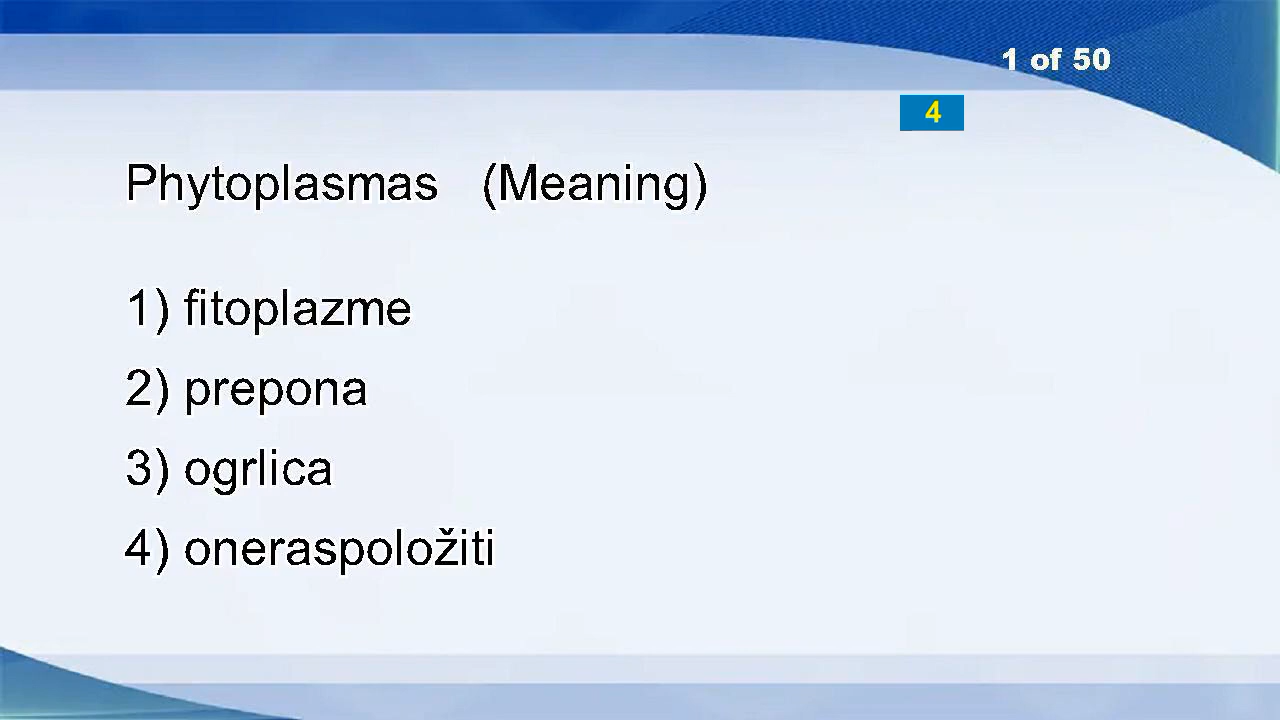 1 of 50
4
Phytoplasmas (Meaning)
1) fitoplazme
2) prepona
3) ogrlica
4) oneraspoložiti